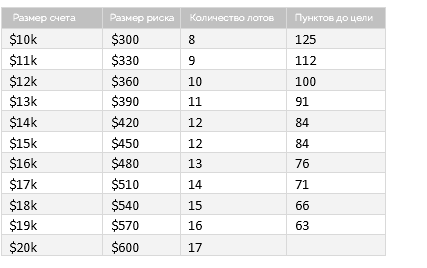 Размер счета Размер риска Количество лотов Пунктов до цели
$10k $300 8 125
$11k $330 9 112
$12k $360 10 100
$13k $390 11 91
$14k $420 12 84
$15k $450 12 84
$16k $480 13 76
$17k $510 14 71
$18k $540 15 66
$19k $570 16 63
$20k $600 17